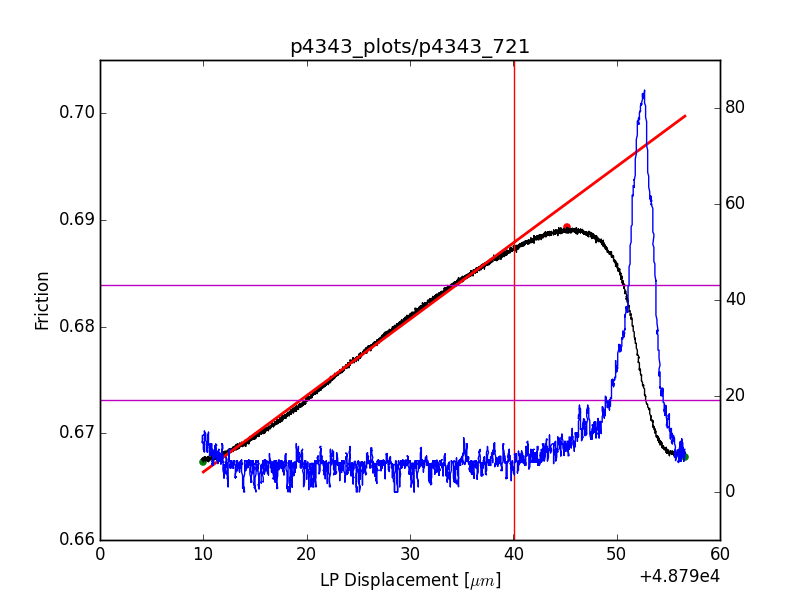 p4343_plots/p4343_721
0.70
0.69
0.68
0.67
0.66
Friction
80
60
40
20
0
0 10 20 30 40 50 60
LP Displacement [μm]
+4.879e4